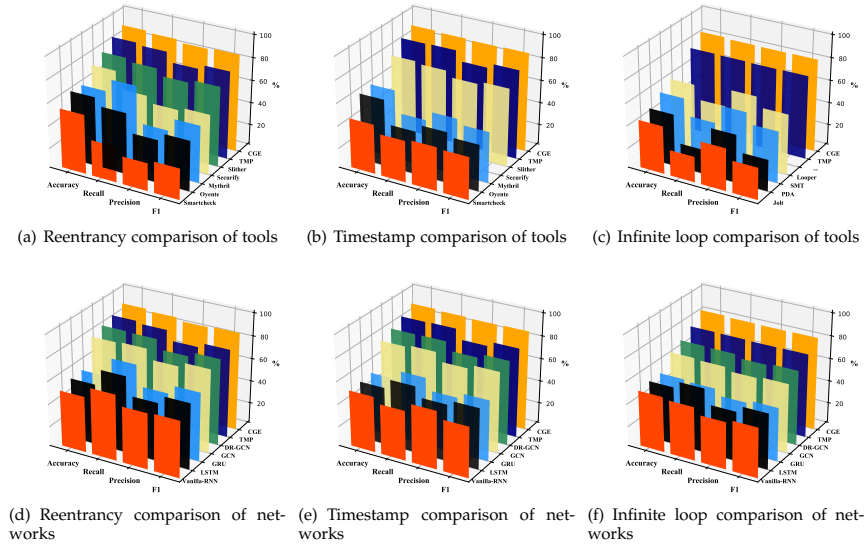 100
80
60
40
20
%
CGE
TMP
Slither
Securify
Mythril
Oyente
Smartcheck
Accuracy
Recall
Precision
F1
(a) Reentrancy comparison of tools
100
80
60
40
20
%
CGE
TMP
Slither
Securify
Mythril
Oyente
Smartcheck
Accuracy
Recall
Precision
F1
(b) Timestamp comparison of tools
100
80
60
40
20
%
CGE
TMP
--
Looper
SMT
PDA
Jolt
Accuracy
Recall
Precision
F1
(c) Infinite loop comparison of tools
100
80
60
40
20
%
CGE
TMP
DR-GCN
GCN
GRU
LSTM
Vanilla-RNN
Accuracy
Recall
Precision
F1
(d) Reentrancy comparison of net-
works
100
80
60
40
20
%
CGE
TMP
DR-GCN
GCN
GRU
LSTM
Vanilla-RNN
Accuracy
Recall
Precision
F1
(e) Timestamp comparison of net-
works
100
80
60
40
20
%
CGE
TMP
DR-GCN
GCN
GRU
LSTM
Vanilla-RNN
Accuracy
Recall
Precision
F1
(f) Infinite loop comparison of net-
works